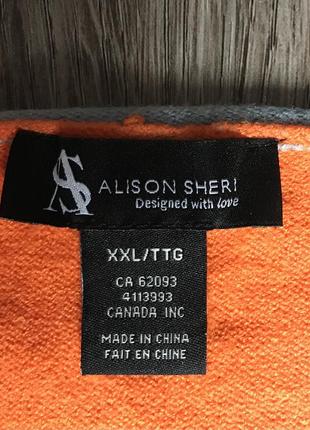 AS ALISON SHERI
Designed with love
XXL/TTG
CA 62093
4113993
CANADA INC
MADE IN CHINA
FAIT EN CHINE